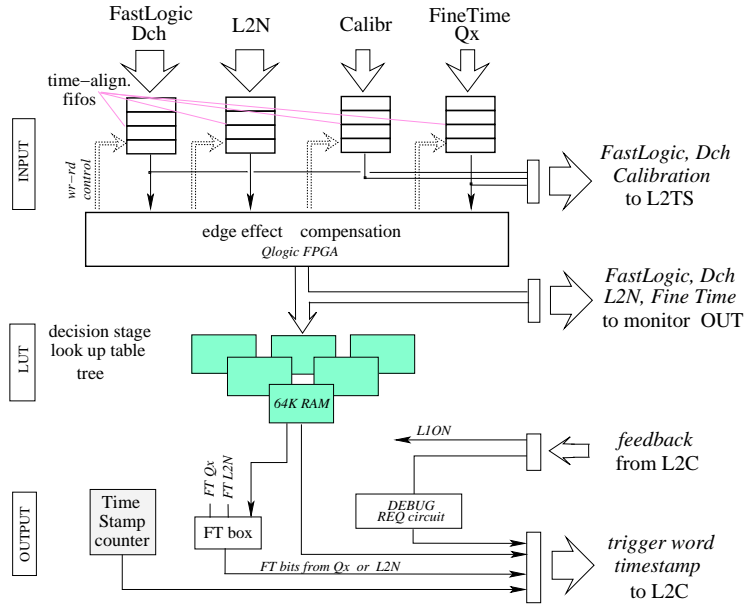 FastLogic
Dch
L2N
Calibr
FineTime
Qx
time-align.
fifos
INPUT
wr-rd
control
FastLogic, Dch
Calibration
to L2TS
edge effect compensation
Qlogic FPGA
FastLogic, Dch
L2N, Fine Time
to monitor OUT
LUT
decision stage
look up table
tree
64K RAM
L1ON
feedback
from L2C
OUTPUT
Time
Stamp
counter
FT Qx
FT L2N
FT box
DEBUG
REQ circuit
FT bits from Qx or L2N
trigger word
timestamp
to L2C